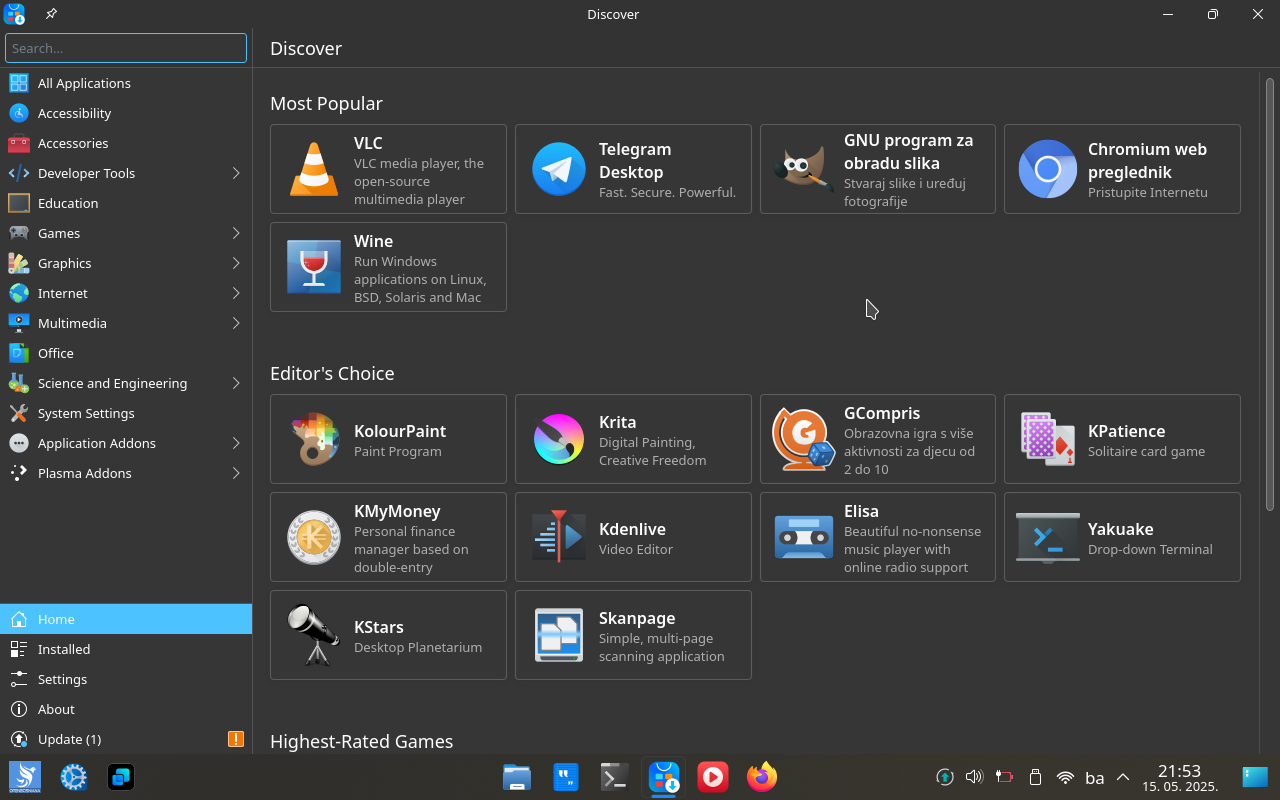 Discover
Search...
Discover
All Applications
Accessibility
Accessories
Developer Tools
Education
Games
Graphics
Internet
Multimedia
Office
Science and Engineering
System Settings
Application Addons
Plasma Addons
Home
Installed
Settings
About
Update (1)
Most Popular
VLC
VLC media player, the
open-source
multimedia player
Telegram
Desktop
Fast. Secure. Powerful.
GNU program za
obradu slika
Stvaraj slike i uređuj
fotografije
Chromium web
preglednik
Pristupite Internetu
Wine
Run Windows
applications on Linux,
BSD, Solaris and Mac
Editor's Choice
KolourPaint
Paint Program
Krita
Digital Painting,
Creative Freedom
GCompris
Obrazovna igra s više
aktivnosti za djecu od
2 do 10
KPatience
Solitaire card game
KMyMoney
Personal finance
manager based on
double-entry
Kdenlive
Video Editor
Elisa
Beautiful no-nonsense
music player with
online radio support
Yakuake
Drop-down Terminal
KStars
Desktop Planetarium
Skanpage
Simple, multi-page
scanning application
Highest-Rated Games
ba
21:53
15. 05. 2025.